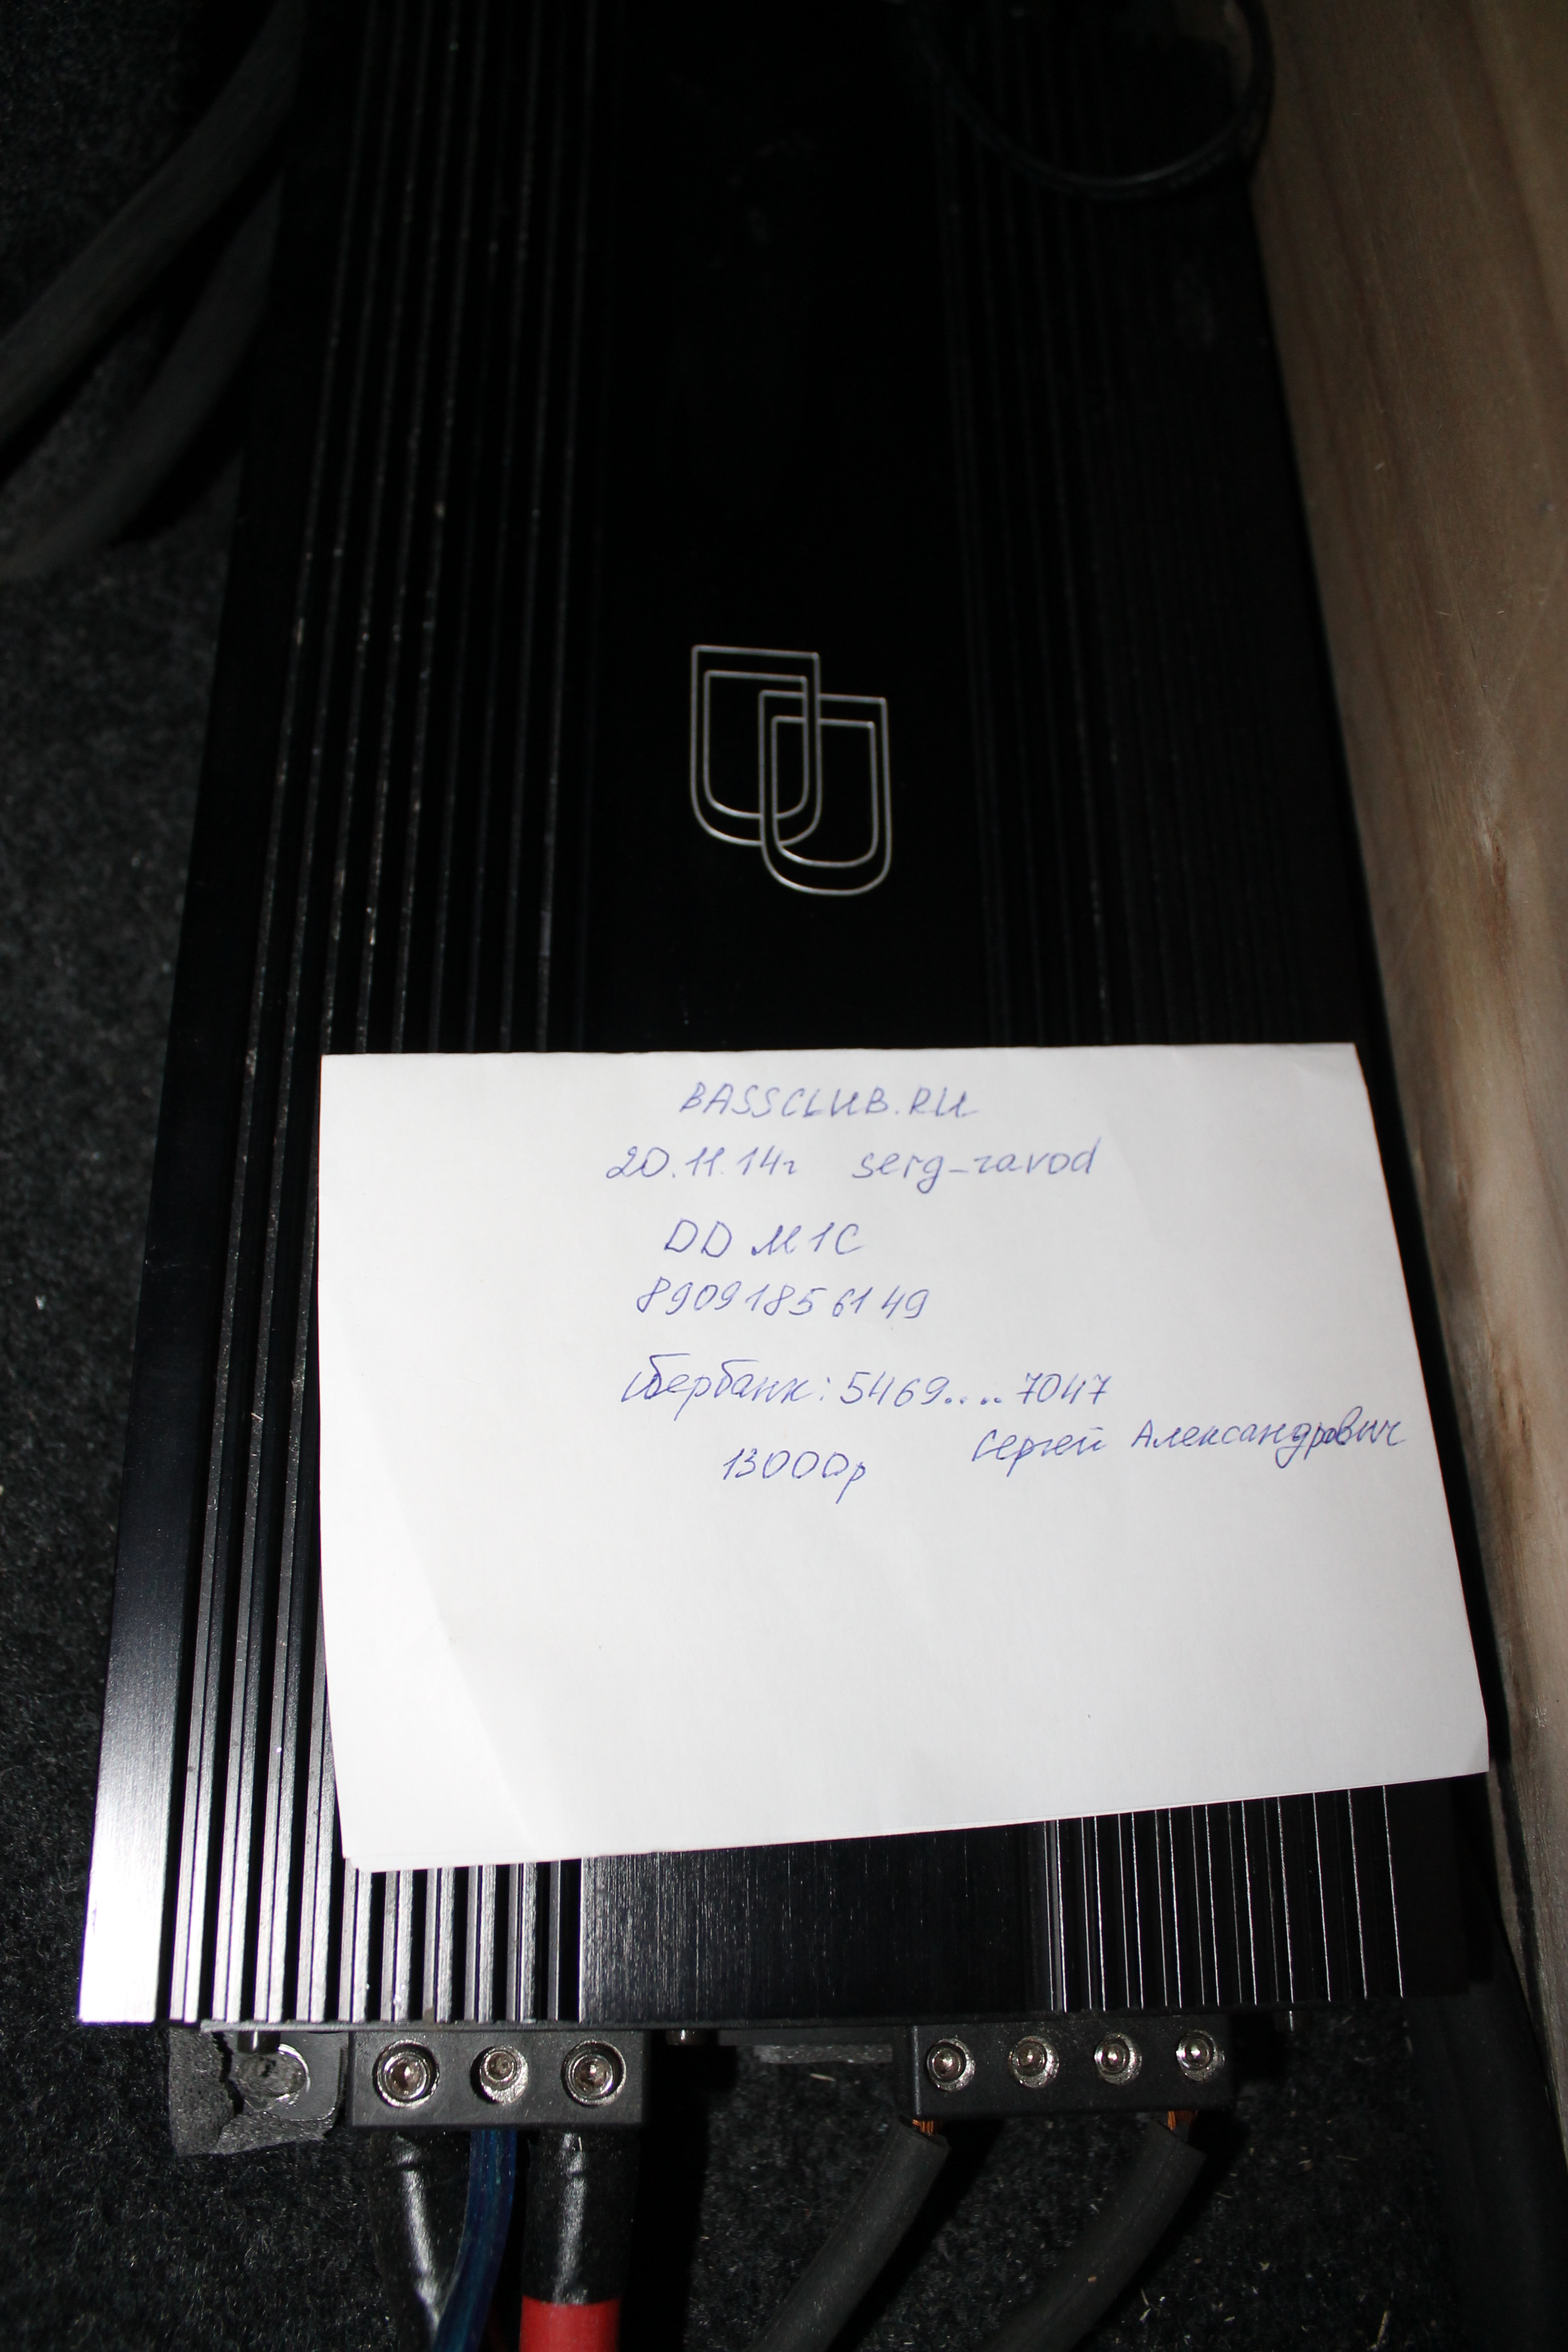 BASSCLUB.RU
20.11.14г serg-zavod
DD M1C
89091856149
Сбербанк: 5469.... 7047
Сергей Александрович
13000р